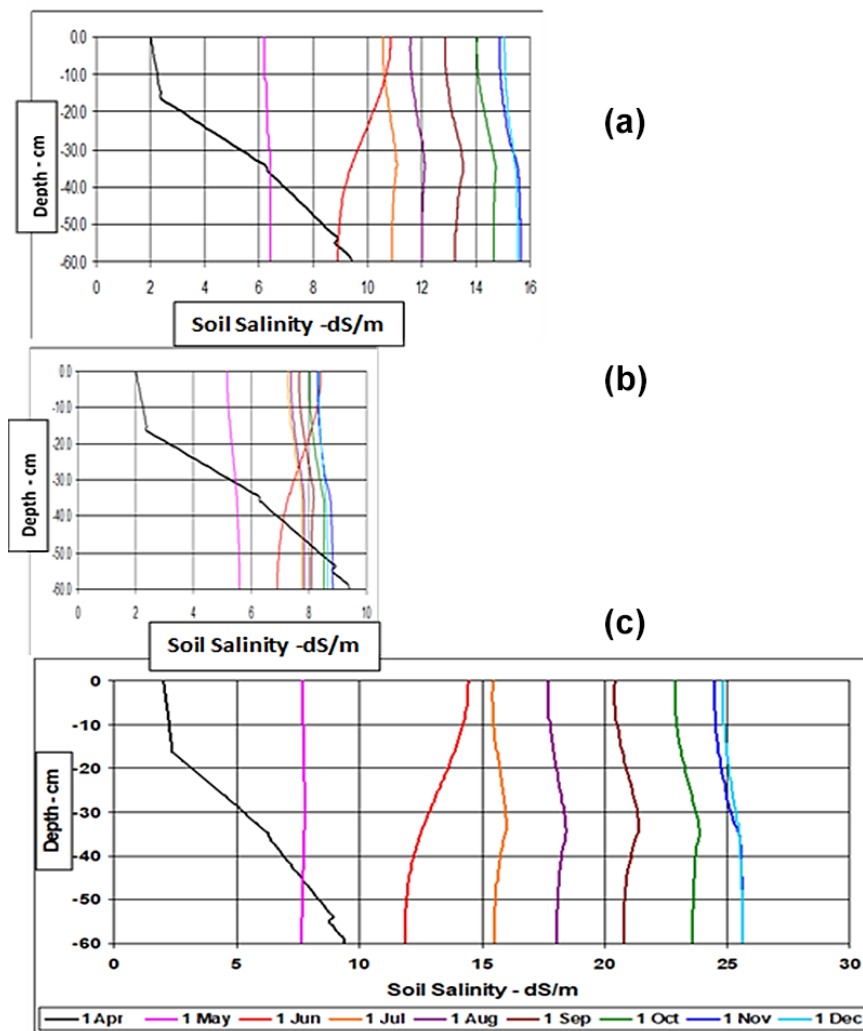 0.0
-10.0
-20.0
-30.0
-40.0
-50.0
-60.0
Depth - cm
0 2 4 6 8 10 12 14 16
Soil Salinity -dS/m
(a)
0.0
-10.0
-20.0
-30.0
-40.0
-50.0
-60.0
Depth - cm
0 2 4 6 8 10
Soil Salinity -dS/m
(b)
(c)
0
-10
-20
-30
-40
-50
-60
Depth - cm
0 5 10 15 20 25 30
Soil Salinity - dS/m
1 Apr 1 May 1 Jun 1 Jul 1 Aug 1 Sep 1 Oct 1 Nov 1 Dec